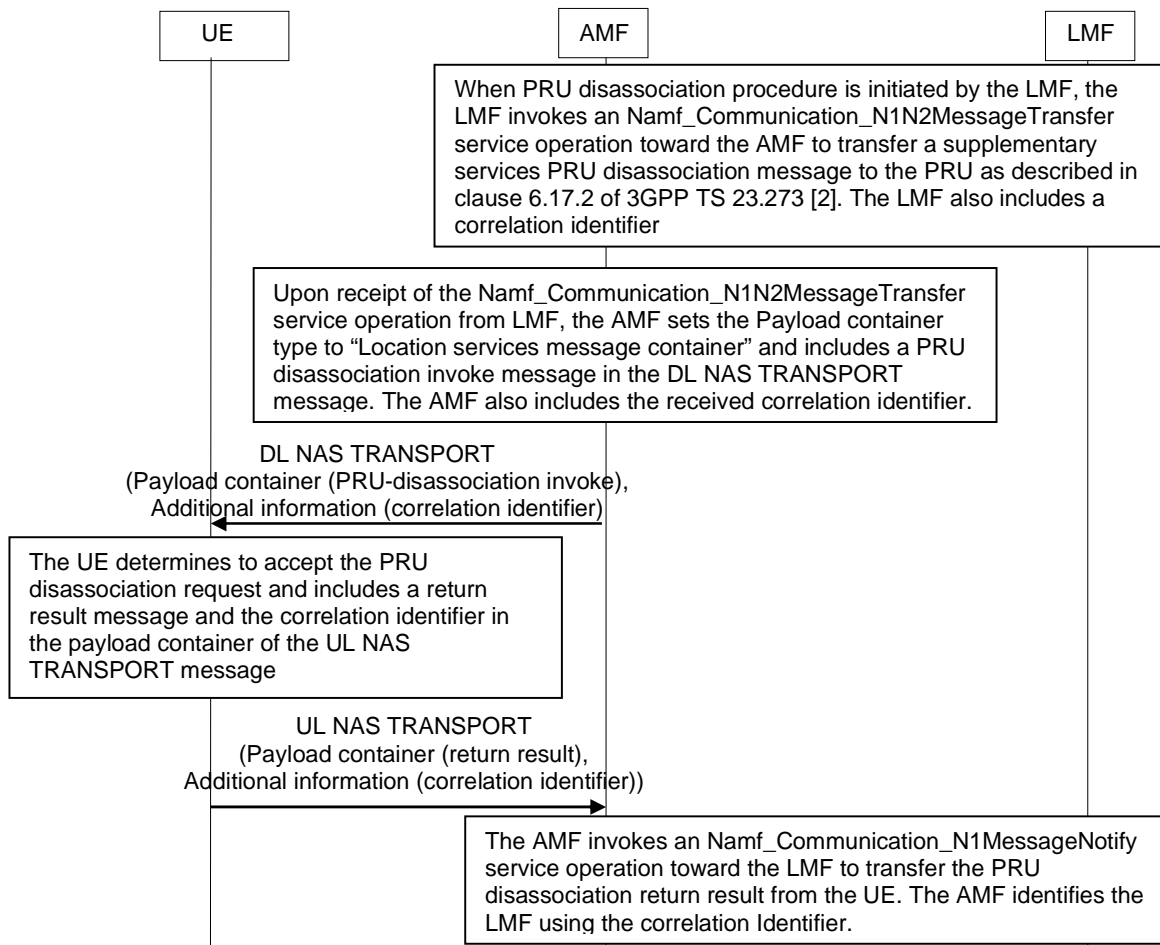 UE
AMF
LMF
When PRU disassociation procedure is initiated by the LMF, the
LMF invokes an Namf_Communication_N1N2MessageTransfer
service operation toward the AMF to transfer a supplementary
services PRU disassociation message to the PRU as described in
clause 6.17.2 of 3GPP TS 23.273 [2]. The LMF also includes a
correlation identifier
Upon receipt of the Namf_Communication_N1N2MessageTransfer
service operation from LMF, the AMF sets the Payload container
type to “Location services message container” and includes a PRU
disassociation invoke message in the DL NAS TRANSPORT
message. The AMF also includes the received correlation identifier.
DL NAS TRANSPORT
(Payload container (PRU-disassociation invoke),
Additional information (correlation identifier)
The UE determines to accept the PRU
disassociation request and includes a return
result message and the correlation identifier in
the payload container of the UL NAS
TRANSPORT message
UL NAS TRANSPORT
(Payload container (return result),
Additional information (correlation identifier))
The AMF invokes an Namf_Communication_N1MessageNotify
service operation toward the LMF to transfer the PRU
disassociation return result from the UE. The AMF identifies the
LMF using the correlation Identifier.